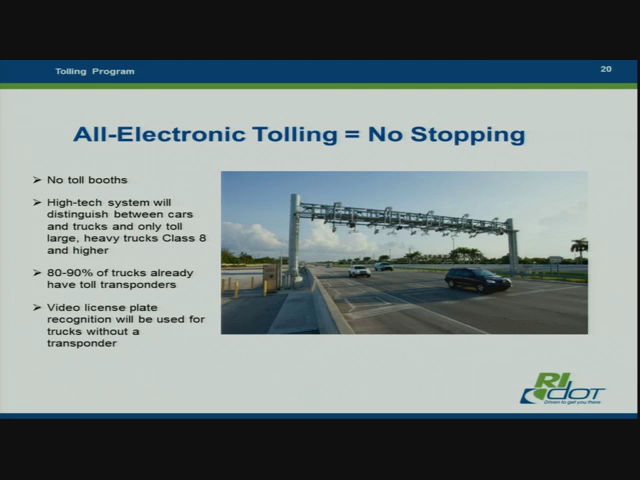 Tolling Program
20
All-Electronic Tolling = No Stopping
➢ No toll booths
➢ High-tech system will
distinguish between cars
and trucks and only toll
large, heavy trucks Class 8
and higher
➢ 80-90% of trucks already
have toll transponders
➢ Video license plate
recognition will be used for
trucks without a
transponder
RI
DOT
Driven to get you there